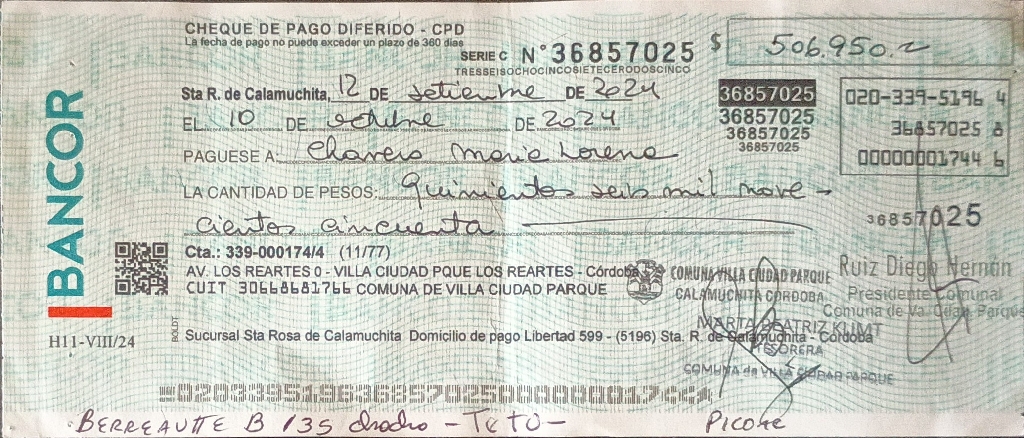 CHEQUE DE PAGO DIFERIDO - CPD
La fecha de pago no puede exceder un plazo de 360 dias
SERIE C N° 36857025 $ 506.950.
TRESSEISOCHOCINCOSIETECERODOSCINCO
Sta R. de Calamuchita, 12 DE setiembre DE 2024
EL 10 DE octubre DE 2024
PAGUESE A: Chavero Maria Lorena
LA CANTIDAD DE PESOS: quinientos seis mil nove -
cientos cincuenta
36857025
36857025
36857025
36857025
020-339-5196 4
36857025 8
00000001744 6
36857025
BANCOR
H11-VIII/24
BOLDT
Cta.: 339-000174/4 (11/77)
AV. LOS REARTES 0 - VILLA CIUDAD PQUE LOS REARTES - Córdoba
CUIT 30668681766 COMUNA DE VILLA CIUDAD PARQUE
Sucursal Sta Rosa de Calamuchita Domicilio de pago Libertad 599 - (5196) Sta. R. de Calamuchita - Córdoba
COMUNA VILLA CIUDAD PARQUE
CALAMUCHITA CORDOBA
MARTA BEATRIZ KLIMT
TESORERA
COMUNA de VILLA CIUDAD PARQUE
Ruiz Diego Hernán
Presidente Comunal
Comuna de Va. Cdad. Parque
B 135 - TETO - Picone